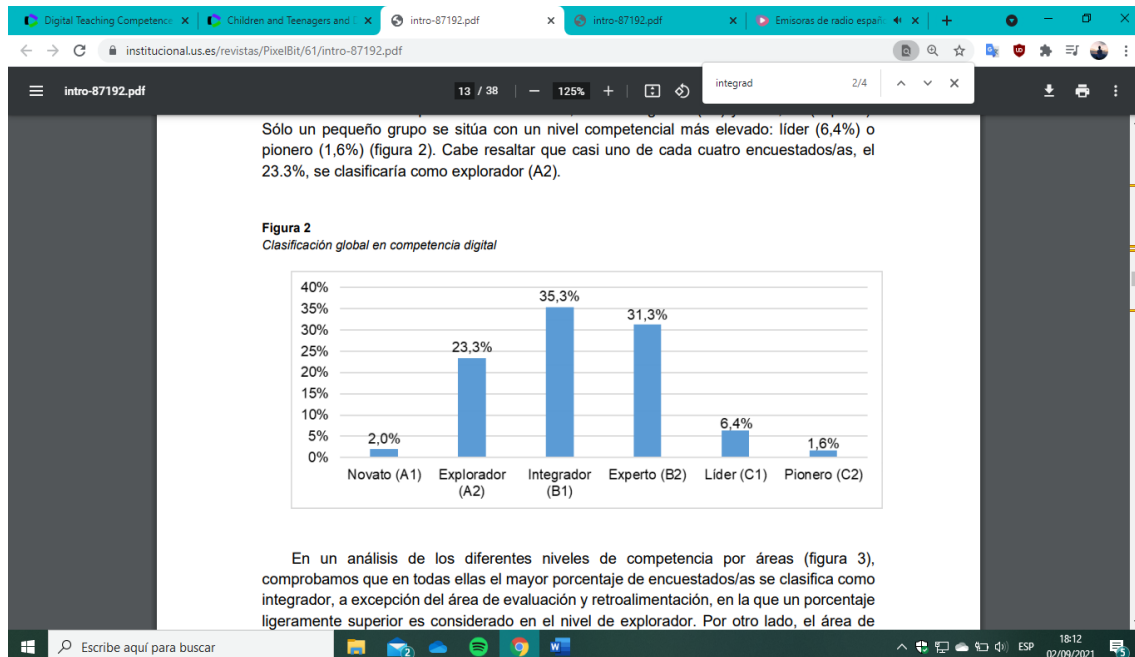 Digital Teaching Competence
Children and Teenagers and D
intro-87192.pdf
intro-87192.pdf
Emisoras de radio españo
institucional.us.es/revistas/PixelBit/61/intro-87192.pdf
intro-87192.pdf
13 / 38
125%
integrad
2/4
Sólo un pequeño grupo se sitúa con un nivel competencial más elevado: líder (6,4%) o
pionero (1,6%) (figura 2). Cabe resaltar que casi uno de cada cuatro encuestados/as, el
23.3%, se clasificaría como explorador (A2).
Figura 2
Clasificación global en competencia digital
40%
35%
30%
25%
20%
15%
10%
5%
0%
2,0%
23,3%
35,3%
31,3%
6,4%
1,6%
Novato (A1)
Explorador
(A2)
Integrador
(B1)
Experto (B2)
Líder (C1)
Pionero (C2)
En un análisis de los diferentes niveles de competencia por áreas (figura 3),
comprobamos que en todas ellas el mayor porcentaje de encuestados/as se clasifica como
integrador, a excepción del área de evaluación y retroalimentación, en la que un porcentaje
ligeramente superior es considerado en el nivel de explorador. Por otro lado, el área de
Escribe aquí para buscar
2
ESP
18:12
02/09/2021
5